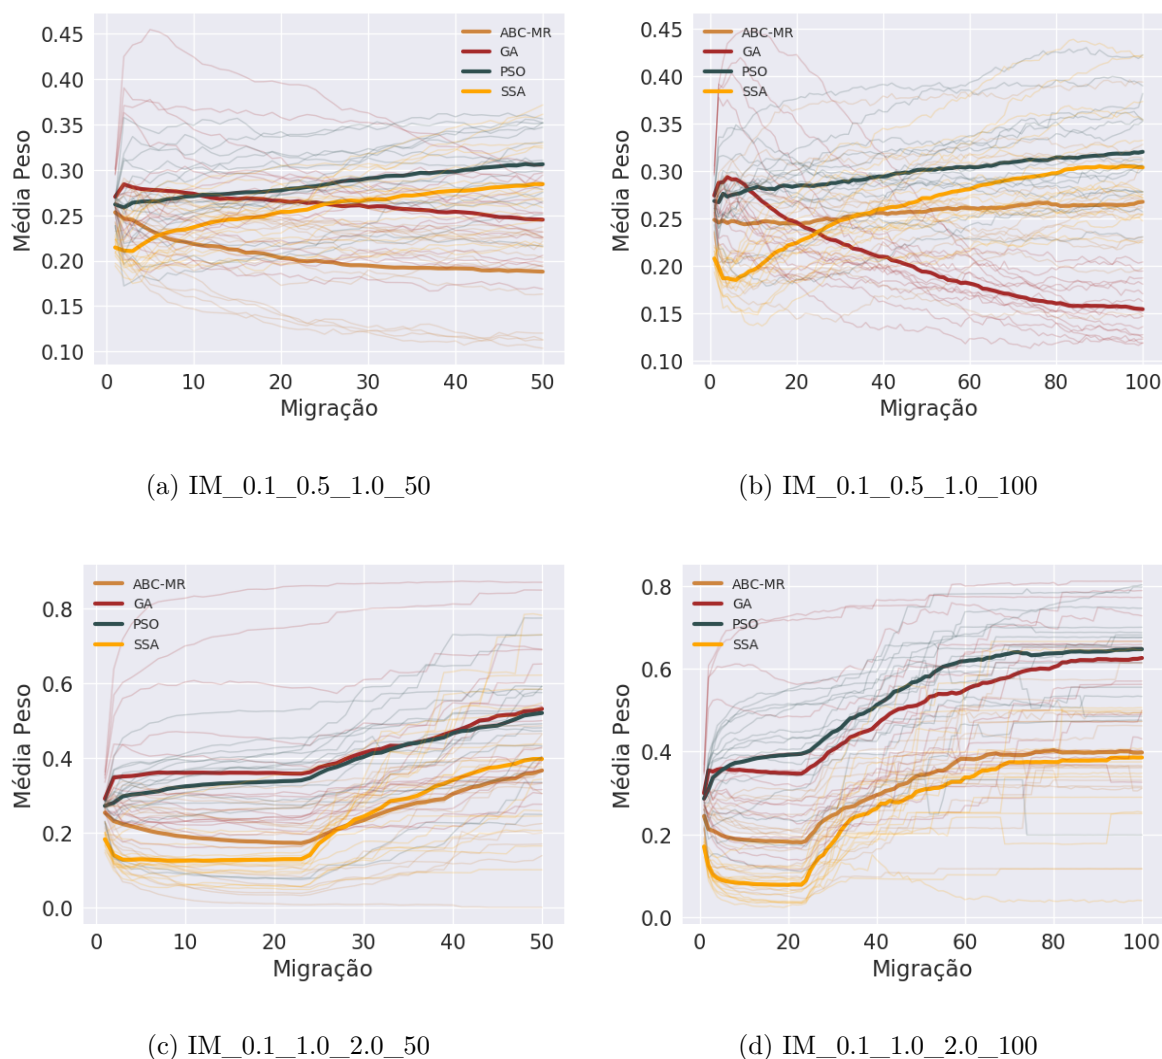 0.45
0.40
0.35
0.30
0.25
0.20
0.15
0.10
Média Peso
ABC-MR
GA
PSO
SSA
0 10 20 30 40 50
Migração
(a) IM_0.1_0.5_1.0_50
0.45
0.40
0.35
0.30
0.25
0.20
0.15
0.10
Média Peso
ABC-MR
GA
PSO
SSA
0 20 40 60 80 100
Migração
(b) IM_0.1_0.5_1.0_100
0.8
0.6
0.4
0.2
0.0
Média Peso
ABC-MR
GA
PSO
SSA
0 10 20 30 40 50
Migração
(c) IM_0.1_1.0_2.0_50
0.8
0.6
0.4
0.2
0.0
Média Peso
ABC-MR
GA
PSO
SSA
0 20 40 60 80 100
Migração
(d) IM_0.1_1.0_2.0_100